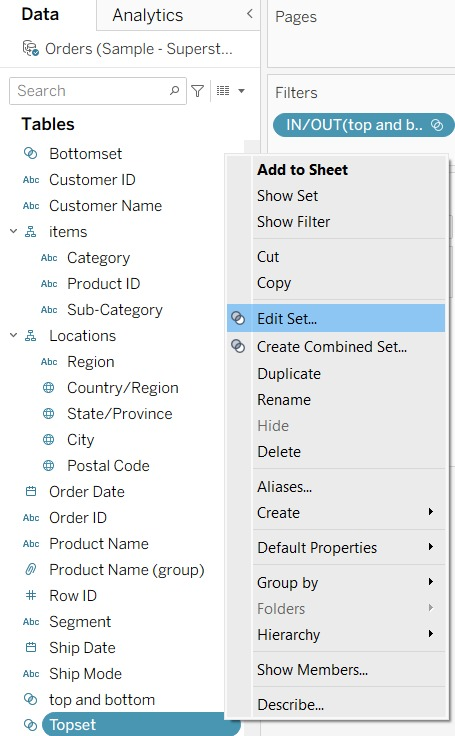 Data
Analytics
Orders (Sample - Superst...
Search
Tables
Bottomset
Abc Customer ID
Abc Customer Name
items
Abc Category
Abc Product ID
Abc Sub-Category
Locations
Abc Region
Country/Region
State/Province
City
Postal Code
Order Date
Abc Order ID
Abc Product Name
Product Name (group)
# Row ID
Abc Segment
Ship Date
Abc Ship Mode
top and bottom
Topset
Pages
Filters
IN/OUT(top and b..
Add to Sheet
Show Set
Show Filter
Cut
Copy
Edit Set...
Create Combined Set...
Duplicate
Rename
Hide
Delete
Aliases...
Create
Default Properties
Group by
Folders
Hierarchy
Show Members...
Describe...